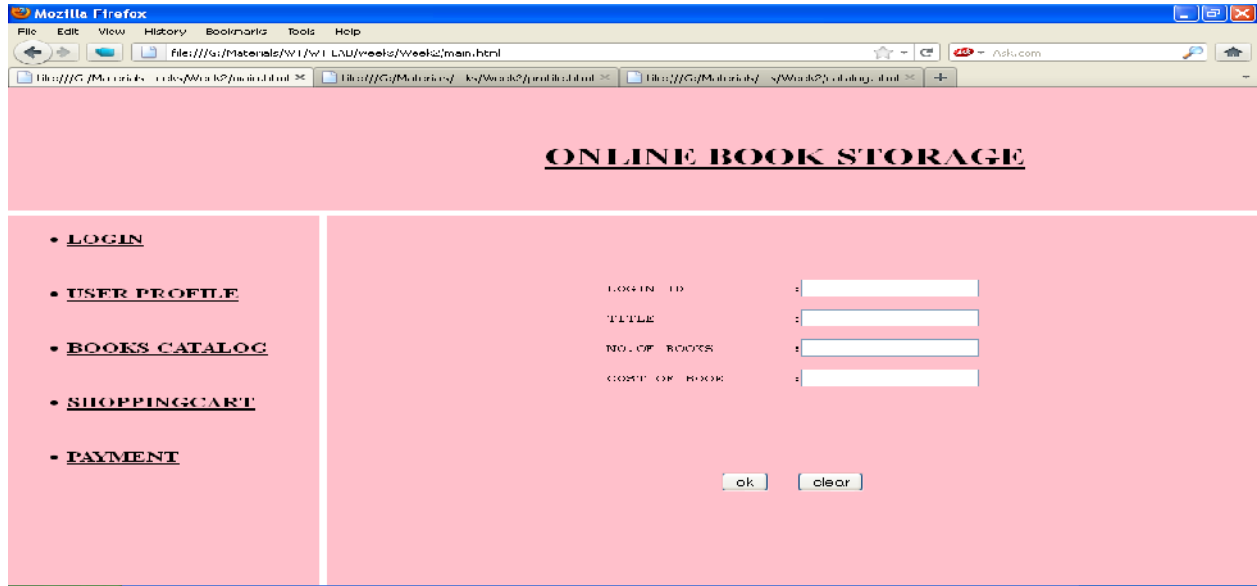 Mozilla Firefox
File Edit View History Bookmarks Tools Help
file:///G:/Materials/WT/WT LAB/weeks/Week2/main.html
Ask.com
ONLINE BOOK STORAGE
• LOGIN
• USER PROFILE
• BOOKS CATALOG
• SHOPPINGCART
• PAYMENT
LOGIN ID :
TITLE :
NO.OF BOOKS :
COST OF BOOK :
ok clear